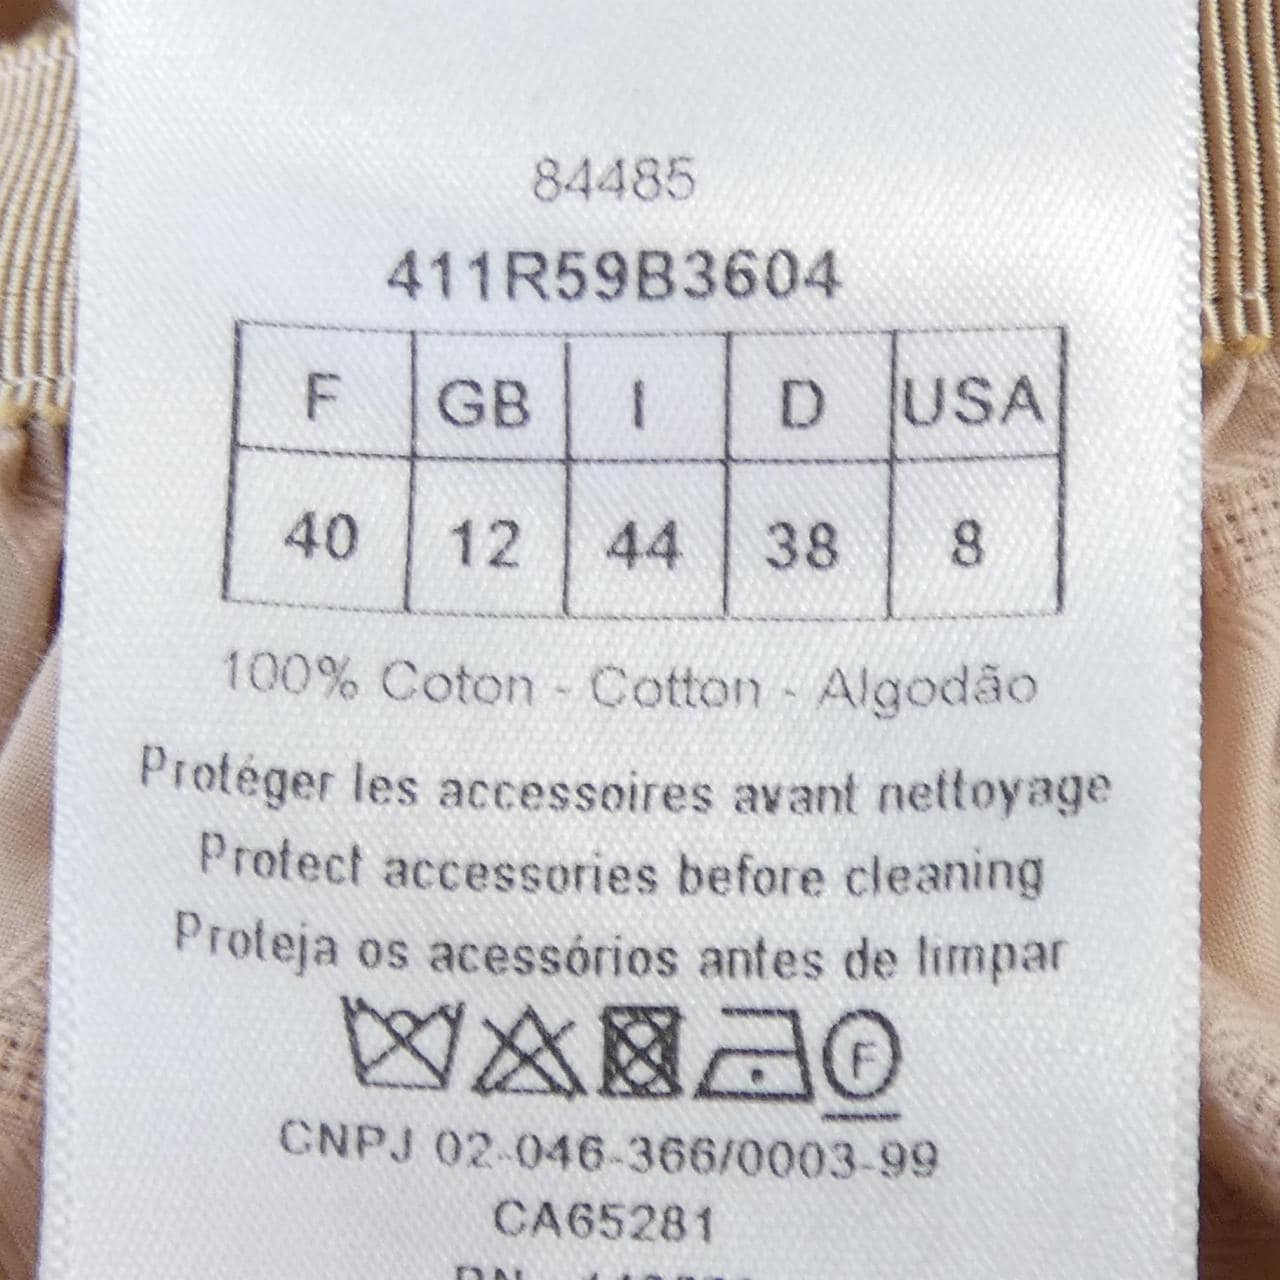 84485
411R59B3604
F GB I D USA
40 12 44 38 8
100% Coton - Cotton - Algodão
Protéger les accessoires avant nettoyage
Protect accessories before cleaning
Proteja os acessórios antes de limpar
F
CNPJ 02-046-366/0003-99
CA65281